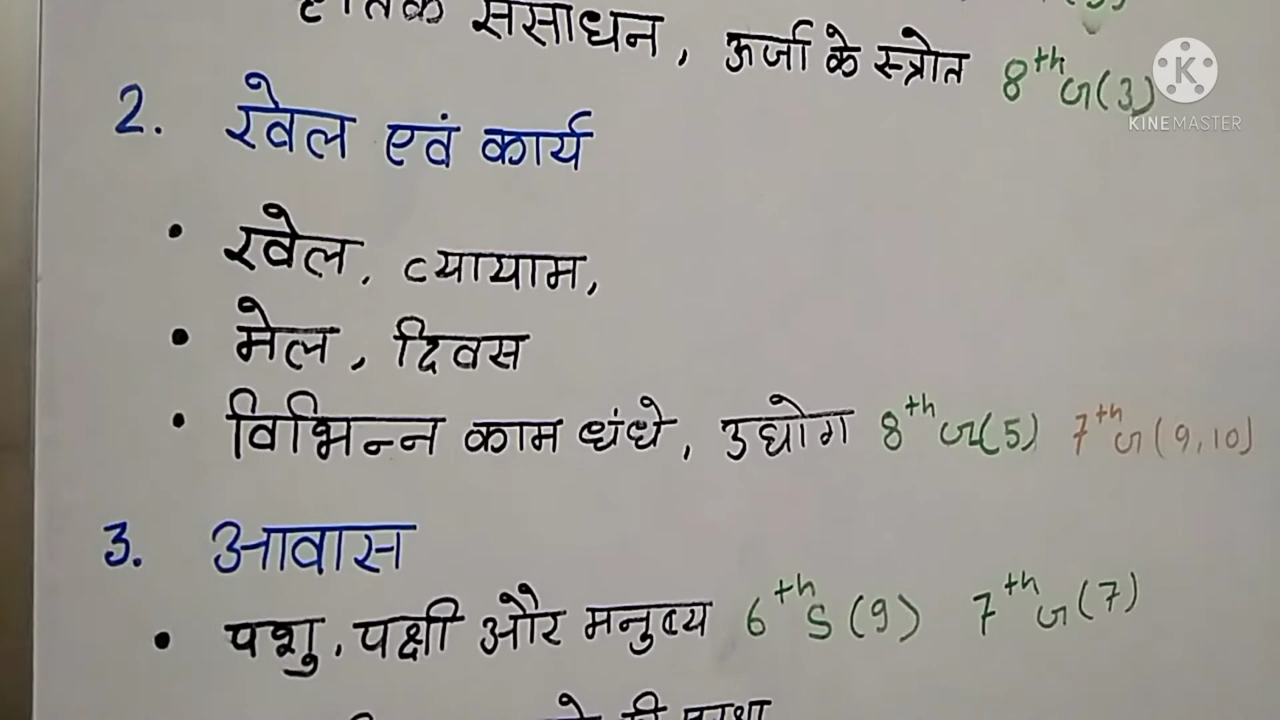 संसाधन, ऊर्जा के स्त्रोत 8th G(3)
KINEMASTER
2. खेल एवं कार्य
• खेल, व्यायाम,
• मेल, दिवस
• विभिन्न काम धंधे, उद्योग 8th G(5) 7th G(9,10)
3. आवास
• पशु, पक्षी और मनुष्य 6th S(9) 7th G(7)